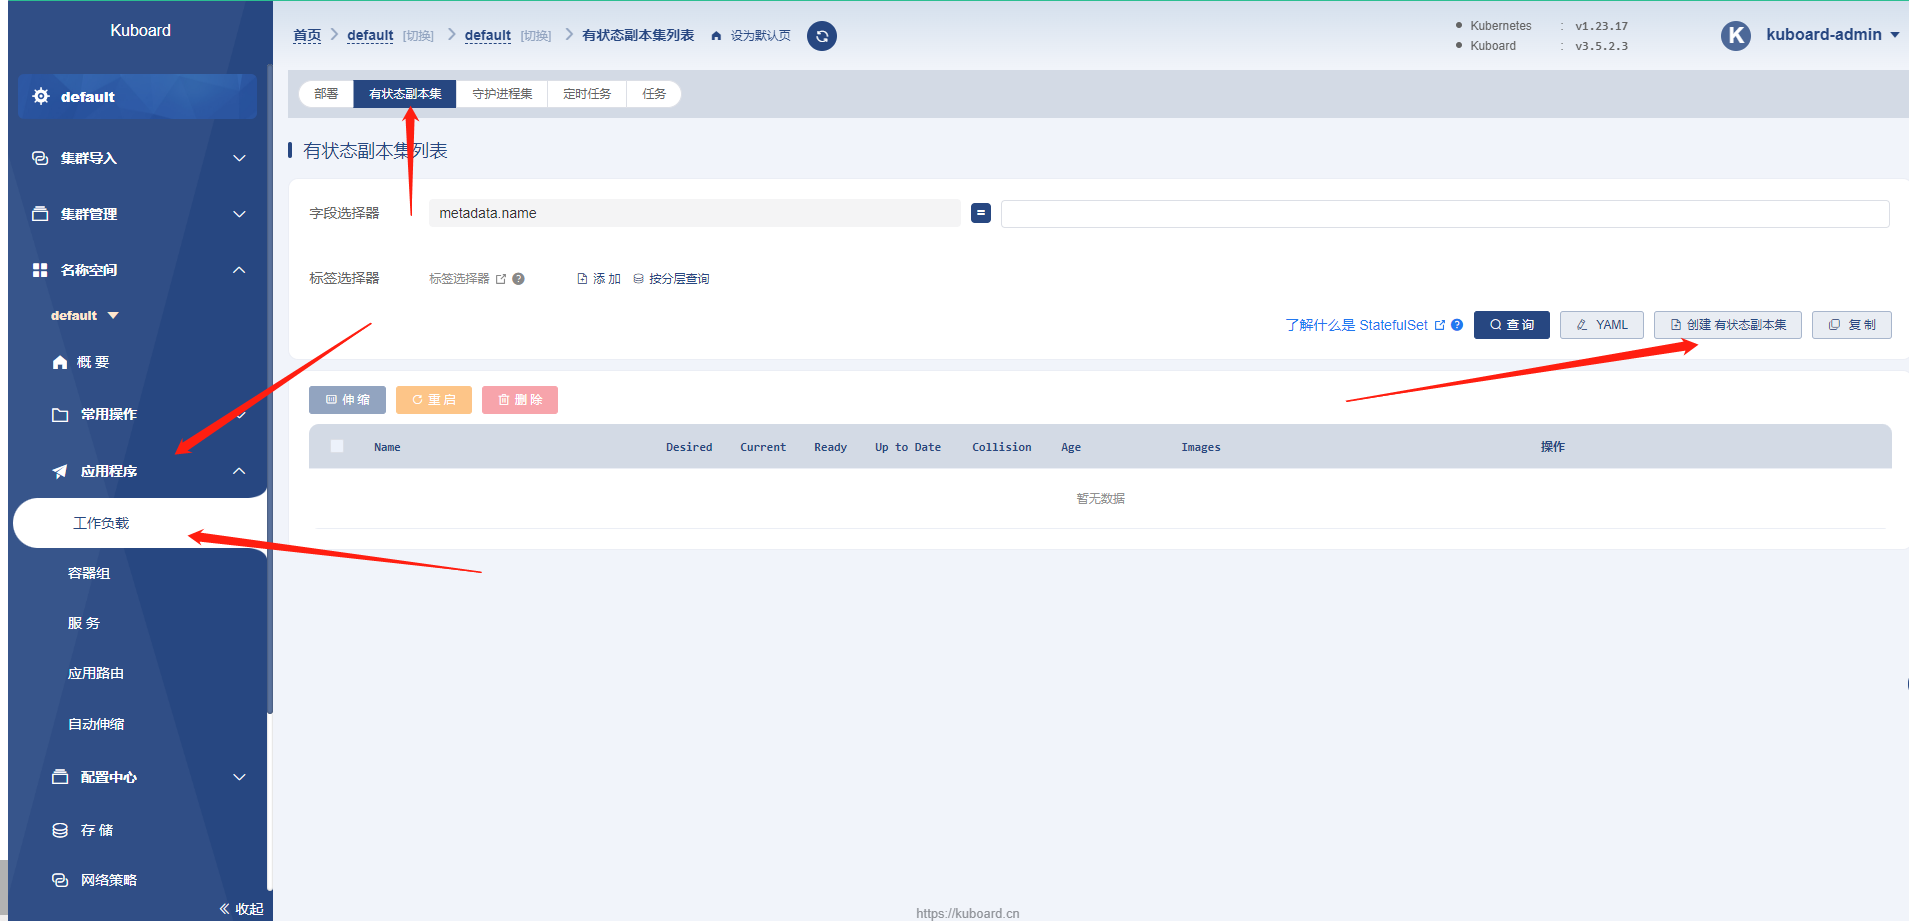 Kuboard
default
集群导入
集群管理
名称空间
default
概 要
常用操作
应用程序
工作负载
容器组
服 务
应用路由
自动伸缩
配置中心
存 储
网络策略
收起
首页 default [切换] default [切换] 有状态副本集列表 设为默认页
Kubernetes : v1.23.17
Kuboard : v3.5.2.3
K kuboard-admin
部署 有状态副本集 守护进程集 定时任务 任务
有状态副本集列表
字段选择器 metadata.name =
标签选择器 标签选择器 添 加 按分层查询
了解什么是 StatefulSet 查 询 YAML 创建 有状态副本集 复 制
伸 缩 重 启 删 除
Name Desired Current Ready Up to Date Collision Age Images 操作
暂无数据
https://kuboard.cn